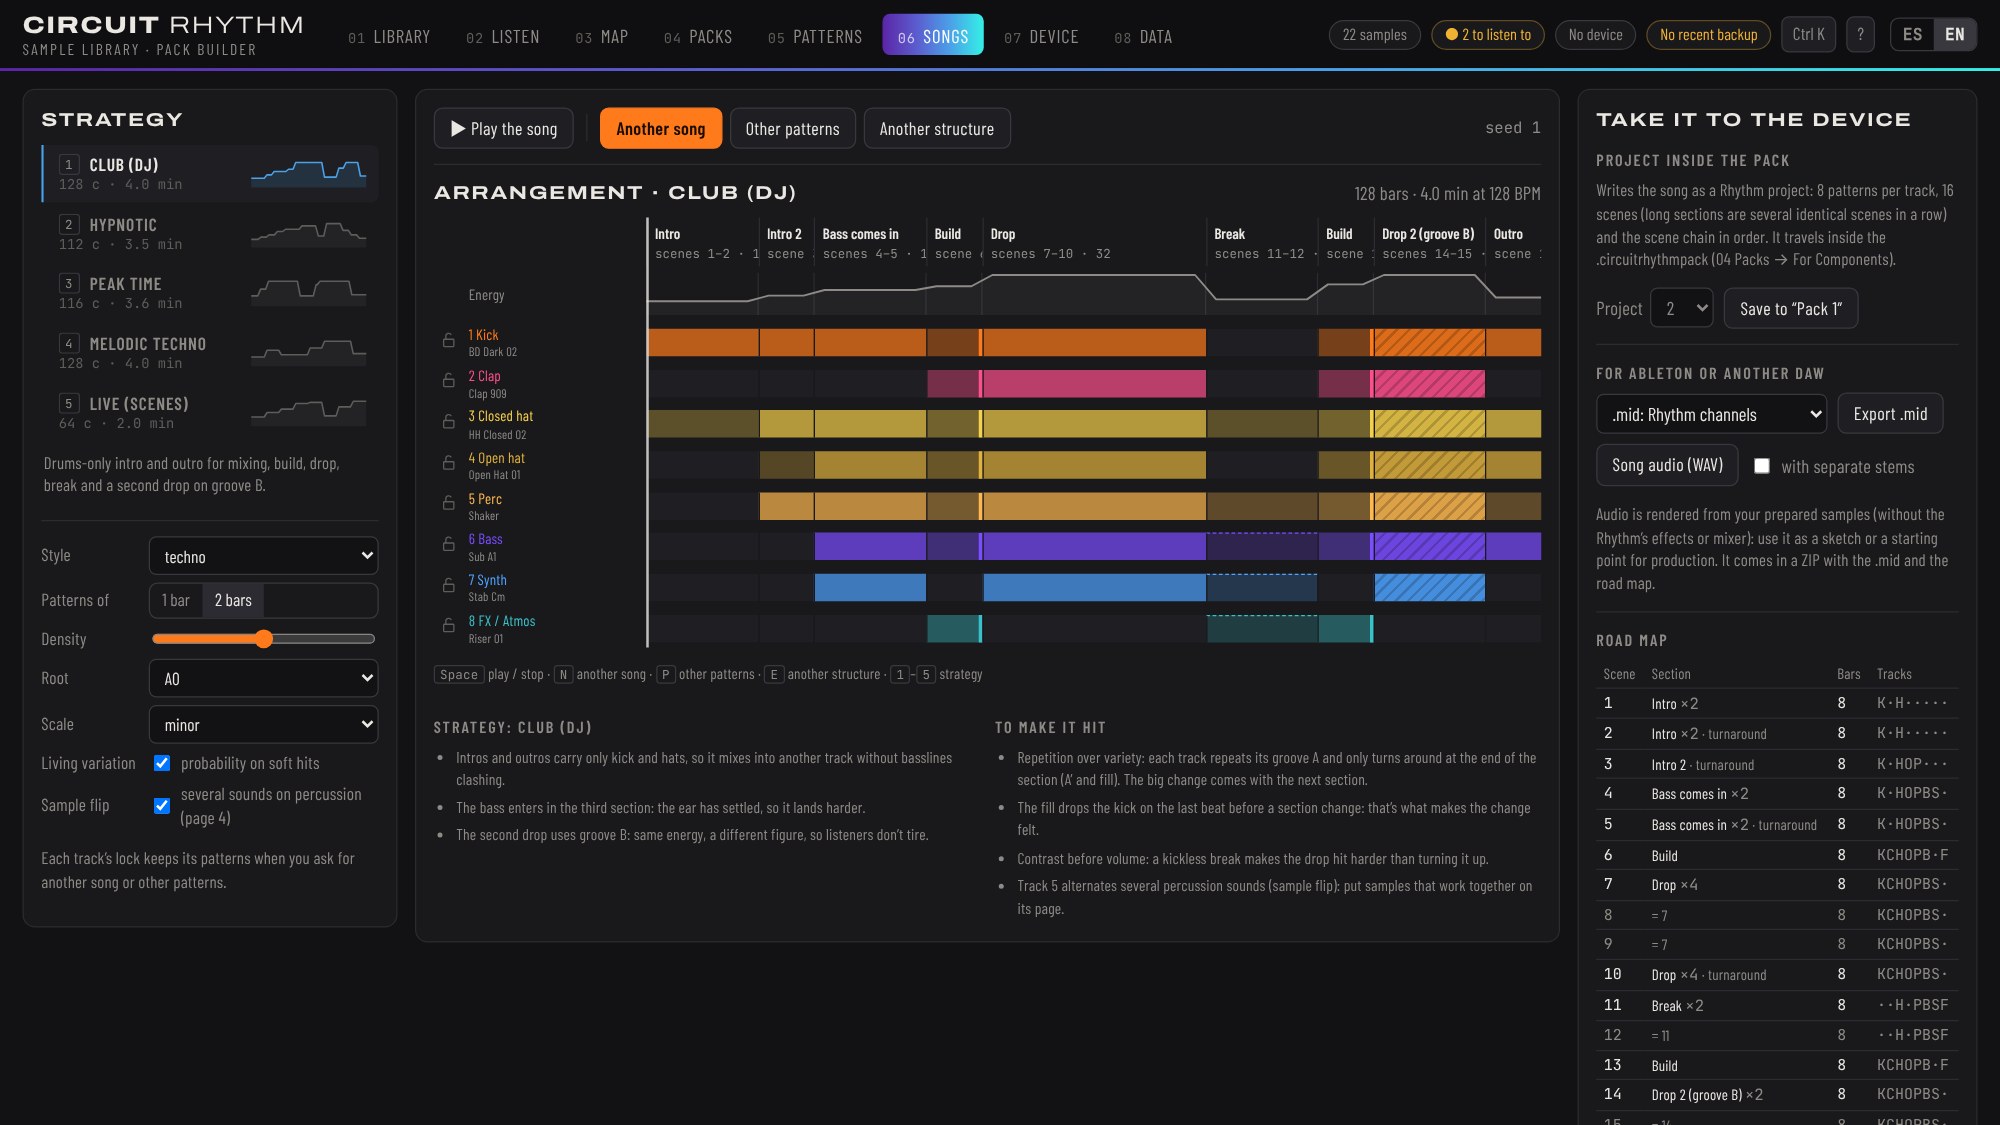 CIRCUIT RHYTHM
SAMPLE LIBRARY · PACK BUILDER
01 LIBRARY
02 LISTEN
03 MAP
04 PACKS
05 PATTERNS
06 SONGS
07 DEVICE
08 DATA
22 samples
2 to listen to
No device
No recent backup
Ctrl K
?
ES
EN
STRATEGY
1 CLUB (DJ)
128 c · 4.0 min
2 HYPNOTIC
112 c · 3.5 min
3 PEAK TIME
116 c · 3.6 min
4 MELODIC TECHNO
128 c · 4.0 min
5 LIVE (SCENES)
64 c · 2.0 min
Drums-only intro and outro for mixing, build, drop,
break and a second drop on groove B.
Style techno
Patterns of 1 bar 2 bars
Density
Root A0
Scale minor
Living variation probability on soft hits
Sample flip several sounds on percussion
(page 4)
Each track's lock keeps its patterns when you ask for
another song or other patterns.
▶ Play the song
Another song
Other patterns
Another structure
seed 1
ARRANGEMENT · CLUB (DJ)
128 bars · 4.0 min at 128 BPM
Intro
scenes 1–2 · 1
Intro 2
scene
Bass comes in
scenes 4–5 · 1
Build
scene
Drop
scenes 7–10 · 32
Break
scenes 11–12 ·
Build
scene
Drop 2 (groove B)
scenes 14–15 ·
Outro
scene
Energy
1 Kick
BD Dark 02
2 Clap
Clap 909
3 Closed hat
HH Closed 02
4 Open hat
Open Hat 01
5 Perc
Shaker
6 Bass
Sub A1
7 Synth
Stab Cm
8 FX / Atmos
Riser 01
Space play / stop · N another song · P other patterns · E another structure · 1–5 strategy
STRATEGY: CLUB (DJ)
• Intros and outros carry only kick and hats, so it mixes into another track without basslines
clashing.
• The bass enters in the third section: the ear has settled, so it lands harder.
• The second drop uses groove B: same energy, a different figure, so listeners don't tire.
TO MAKE IT HIT
• Repetition over variety: each track repeats its groove A and only turns around at the end of the
section (A' and fill). The big change comes with the next section.
• The fill drops the kick on the last beat before a section change: that's what makes the change
felt.
• Contrast before volume: a kickless break makes the drop hit harder than turning it up.
• Track 5 alternates several percussion sounds (sample flip): put samples that work together on
its page.
TAKE IT TO THE DEVICE
PROJECT INSIDE THE PACK
Writes the song as a Rhythm project: 8 patterns per track, 16
scenes (long sections are several identical scenes in a row)
and the scene chain in order. It travels inside the
.circuitrhythmpack (04 Packs → For Components).
Project 2 Save to “Pack 1”
FOR ABLETON OR ANOTHER DAW
.mid: Rhythm channels
Export .mid
Song audio (WAV)
with separate stems
Audio is rendered from your prepared samples (without the
Rhythm's effects or mixer): use it as a sketch or a starting
point for production. It comes in a ZIP with the .mid and the
road map.
ROAD MAP
Scene Section Bars Tracks
1 Intro ×2 8 K·H·····
2 Intro ×2 · turnaround 8 K·H·····
3 Intro 2 · turnaround 8 K·HOP···
4 Bass comes in ×2 8 K·HOPBS·
5 Bass comes in ×2 · turnaround 8 K·HOPBS·
6 Build 8 KCHOPB·F
7 Drop ×4 8 KCHOPBS·
8 = 7 8 KCHOPBS·
9 = 7 8 KCHOPBS·
10 Drop ×4 · turnaround 8 KCHOPBS·
11 Break ×2 8 ··H·PBSF
12 = 11 8 ··H·PBSF
13 Build 8 KCHOPB·F
14 Drop 2 (groove B) ×2 8 KCHOPBS·
15 = 14 8 KCHOPBS·